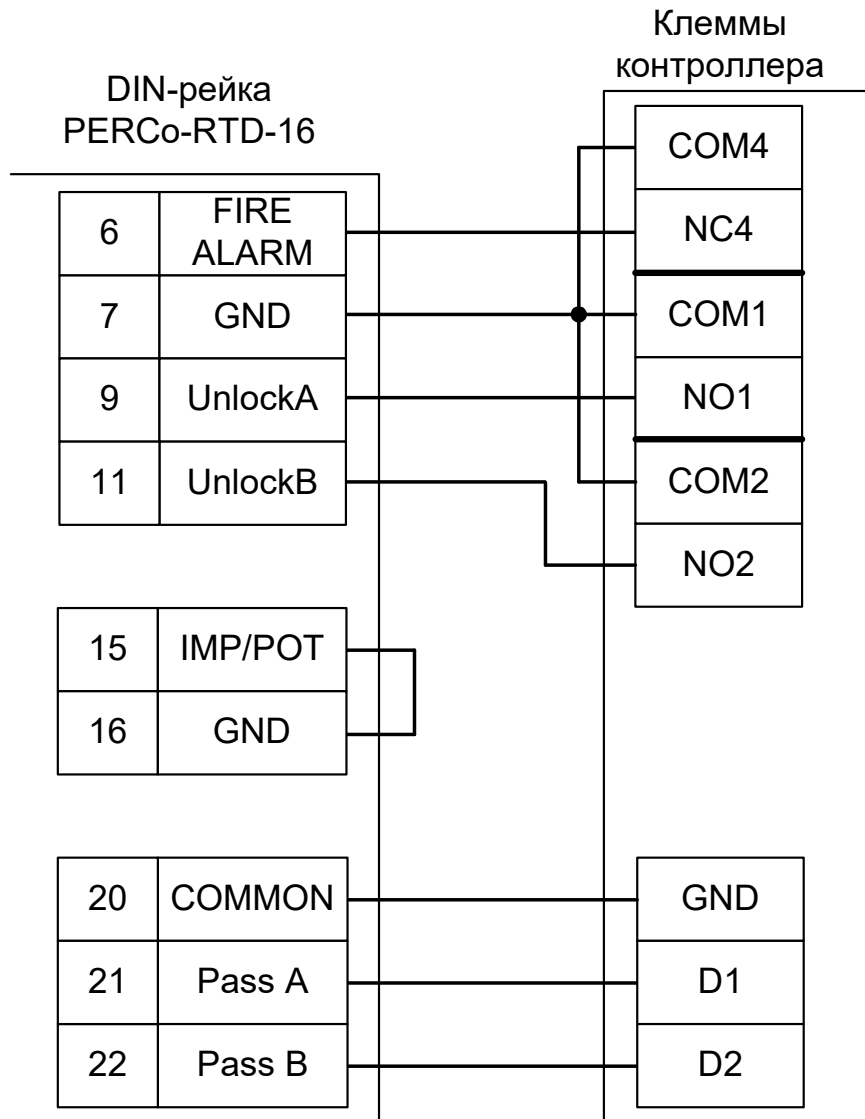 Клеммы
контроллера
DIN-рейка
PERCo-RTD-16
COM4
6 FIRE ALARM NC4
7 GND COM1
9 UnlockA NO1
11 UnlockB COM2
NO2
15 IMP/POT
16 GND
20 COMMON GND
21 Pass A D1
22 Pass B D2